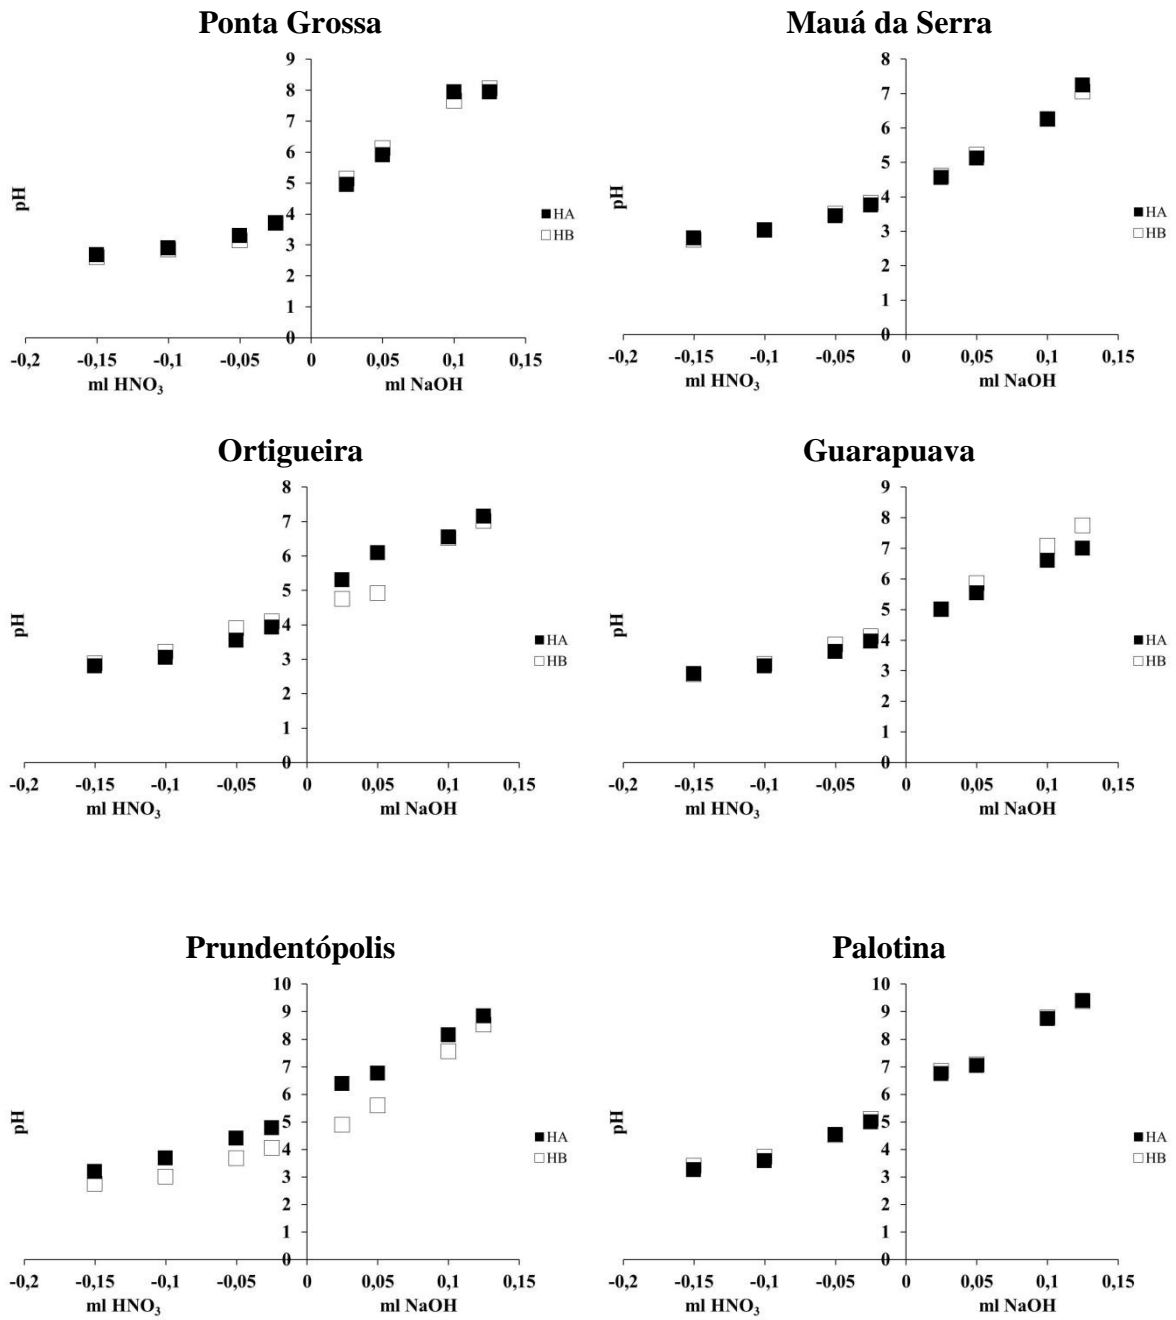 Ponta Grossa
9
8
7
6
5
4
3
2
1
0
-0,2 -0,15 -0,1 -0,05 0 0,05 0,1 0,15
pH
ml HNO₃ ml NaOH
HA
HB
Mauá da Serra
8
7
6
5
4
3
2
1
0
-0,2 -0,15 -0,1 -0,05 0 0,05 0,1 0,15
pH
ml HNO₃ ml NaOH
HA
HB
Ortigueira
8
7
6
5
4
3
2
1
0
-0,2 -0,15 -0,1 -0,05 0 0,05 0,1 0,15
pH
ml HNO₃ ml NaOH
HA
HB
Guarapuava
9
8
7
6
5
4
3
2
1
0
-0,2 -0,15 -0,1 -0,05 0 0,05 0,1 0,15
pH
ml HNO₃ ml NaOH
HA
HB
Prundentópolis
10
9
8
7
6
5
4
3
2
1
0
-0,2 -0,15 -0,1 -0,05 0 0,05 0,1 0,15
pH
ml HNO₃ ml NaOH
HA
HB
Palotina
10
9
8
7
6
5
4
3
2
1
0
-0,2 -0,15 -0,1 -0,05 0 0,05 0,1 0,15
pH
ml HNO₃ ml NaOH
HA
HB